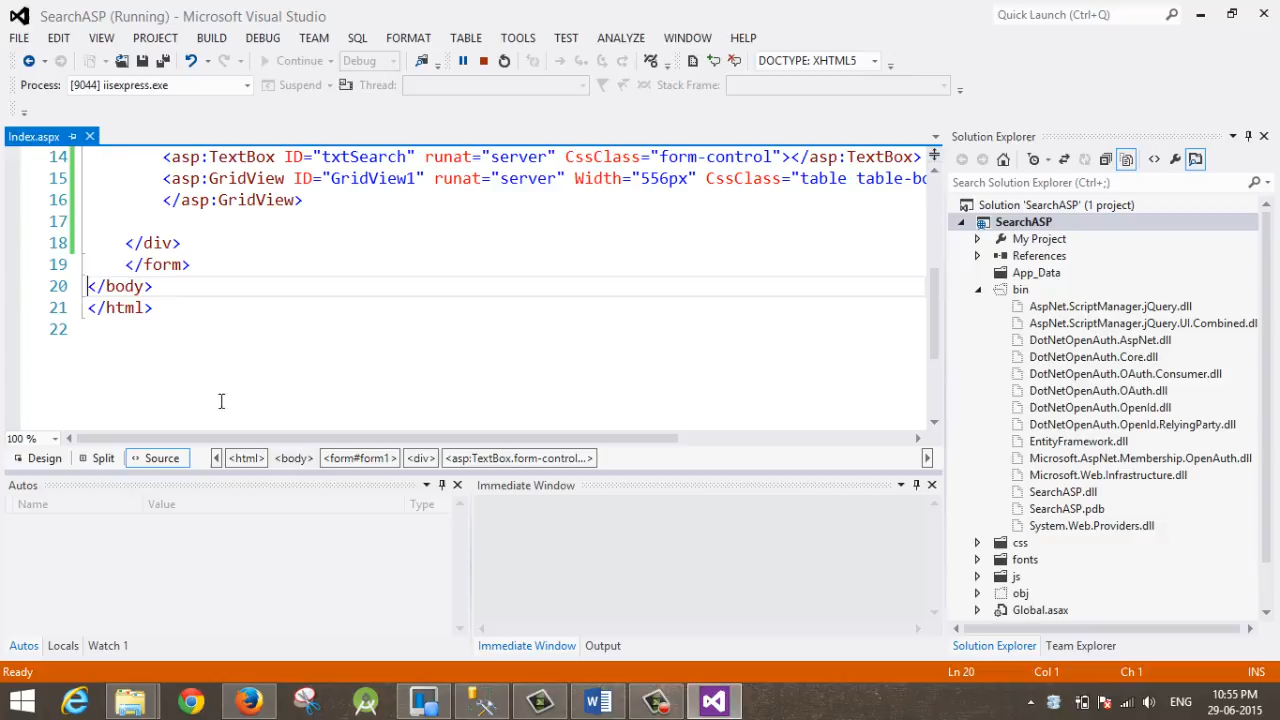 SearchASP (Running) - Microsoft Visual Studio
Quick Launch (Ctrl+Q)
FILE EDIT VIEW PROJECT BUILD DEBUG TEAM SQL FORMAT TABLE TOOLS TEST ANALYZE WINDOW HELP
Continue Debug DOCTYPE: XHTML5
Process: [9044] iisexpress.exe Suspend Thread: Stack Frame:
Index.aspx
14 <asp:TextBox ID="txtSearch" runat="server" CssClass="form-control"></asp:TextBox>
15 <asp:GridView ID="GridView1" runat="server" Width="556px" CssClass="table table-bo
16 </asp:GridView>
17
18 </div>
19 </form>
20 </body>
21 </html>
22
100 %
Design Split Source <html> <body> <form#form1> <div> <asp:TextBox.form-control...>
Autos
Name Value Type
Autos Locals Watch 1
Immediate Window
Immediate Window Output
Solution Explorer
Search Solution Explorer (Ctrl+;)
Solution 'SearchASP' (1 project)
SearchASP
My Project
References
App_Data
bin
AspNet.ScriptManager.jQuery.dll
AspNet.ScriptManager.jQuery.UI.Combined.dl
DotNetOpenAuth.AspNet.dll
DotNetOpenAuth.Core.dll
DotNetOpenAuth.OAuth.Consumer.dll
DotNetOpenAuth.OAuth.dll
DotNetOpenAuth.OpenId.dll
DotNetOpenAuth.OpenId.RelyingParty.dll
EntityFramework.dll
Microsoft.AspNet.Membership.OpenAuth.dll
Microsoft.Web.Infrastructure.dll
SearchASP.dll
SearchASP.pdb
System.Web.Providers.dll
css
fonts
js
obj
Global.asax
Solution Explorer Team Explorer
Ready Ln 20 Col 1 Ch 1 INS
ENG 10:55 PM
29-06-2015